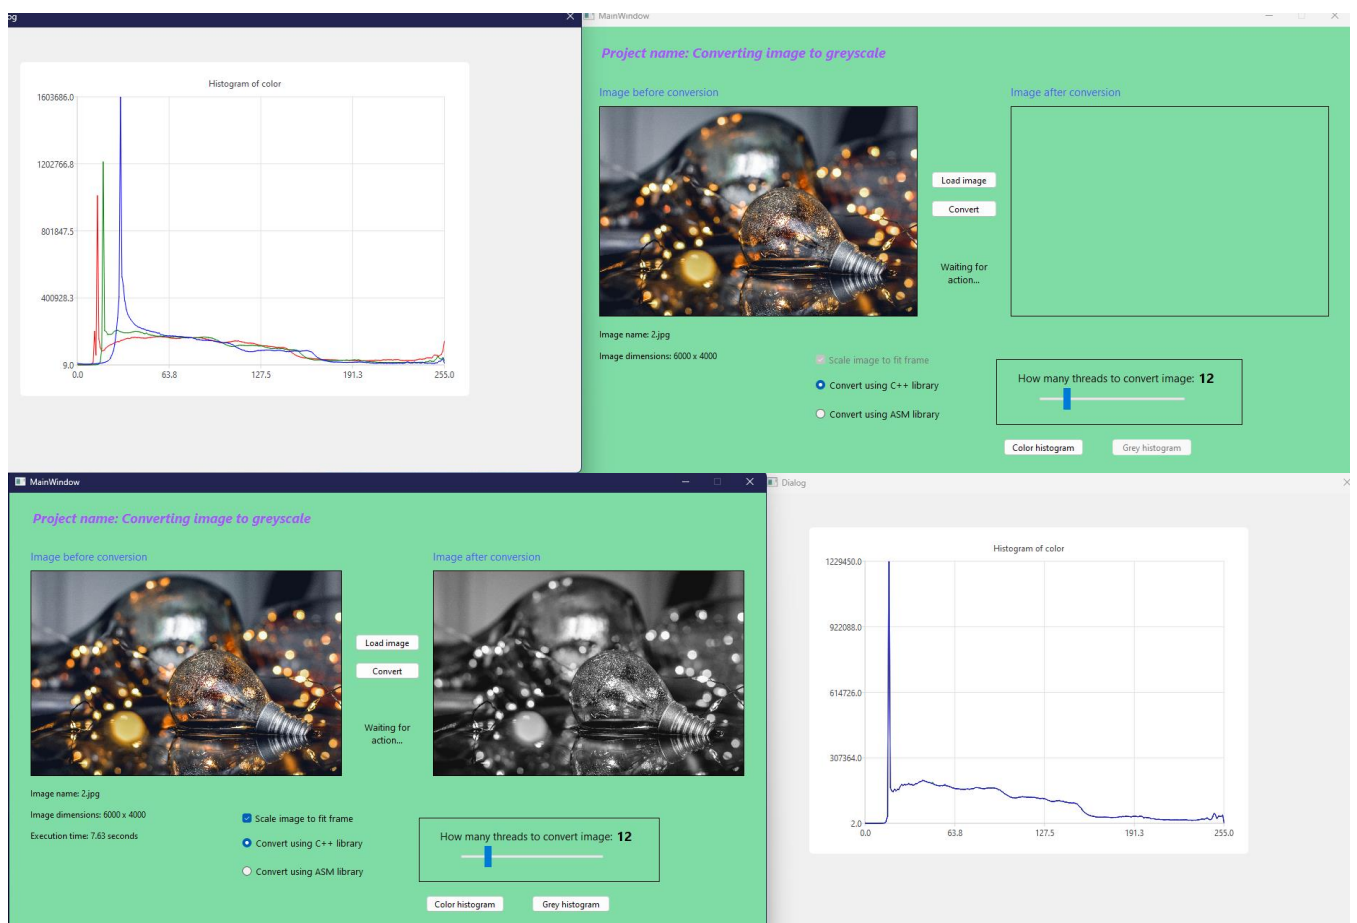 og
Histogram of color
1603686.0
1202766.8
801847.5
400928.3
9.0
0.0 63.8 127.5 191.3 255.0
MainWindow
Project name: Converting image to greyscale
Image before conversion
Image after conversion
Load image
Convert
Waiting for
action...
Image name: 2.jpg
Image dimensions: 6000 x 4000
Scale image to fit frame
Convert using C++ library
Convert using ASM library
How many threads to convert image: 12
Color histogram
Grey histogram
MainWindow
Project name: Converting image to greyscale
Image before conversion
Image after conversion
Load image
Convert
Waiting for
action...
Image name: 2.jpg
Image dimensions: 6000 x 4000
Execution time: 7.63 seconds
Scale image to fit frame
Convert using C++ library
Convert using ASM library
How many threads to convert image: 12
Color histogram
Grey histogram
Dialog
Histogram of color
1229450.0
922088.0
614726.0
307364.0
2.0
0.0 63.8 127.5 191.3 255.0